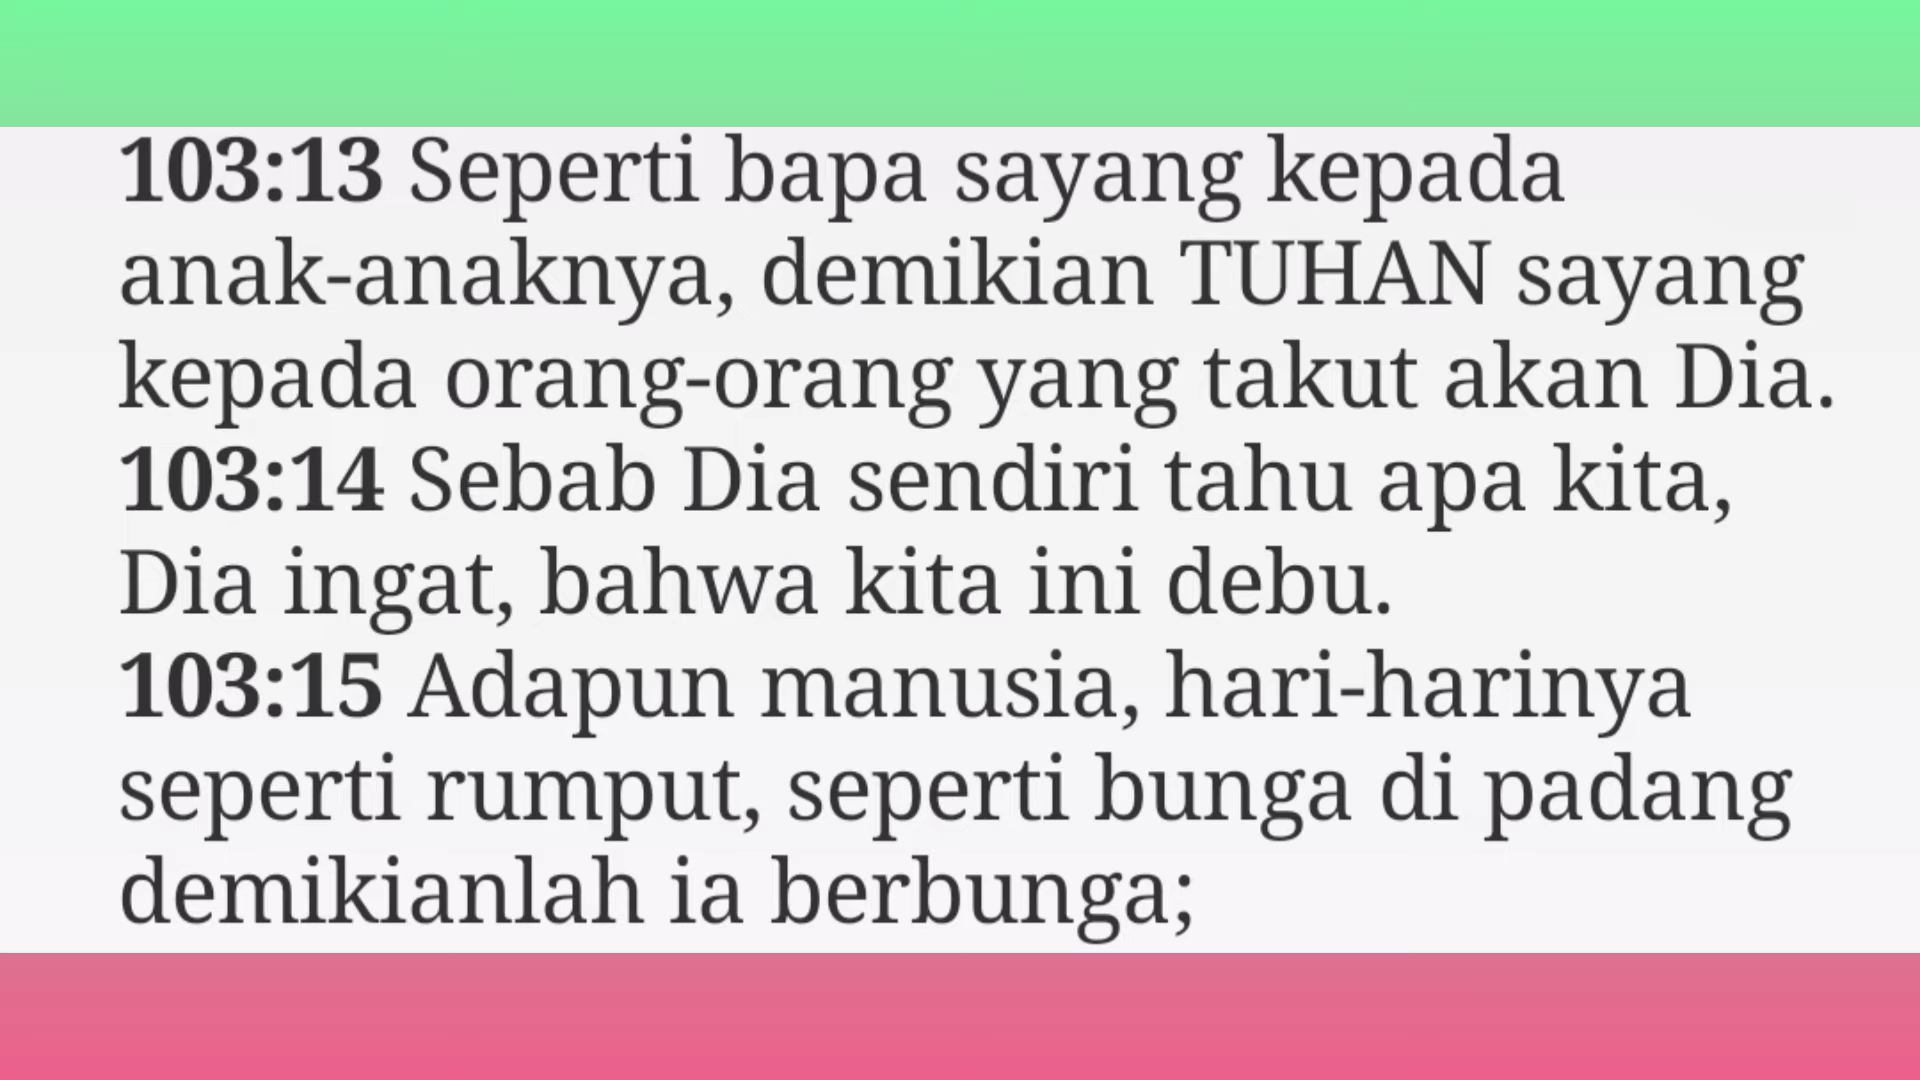 103:13 Seperti bapa sayang kepada
anak-anaknya, demikian TUHAN sayang
kepada orang-orang yang takut akan Dia.
103:14 Sebab Dia sendiri tahu apa kita,
Dia ingat, bahwa kita ini debu.
103:15 Adapun manusia, hari-harinya
seperti rumput, seperti bunga di padang
demikianlah ia berbunga;